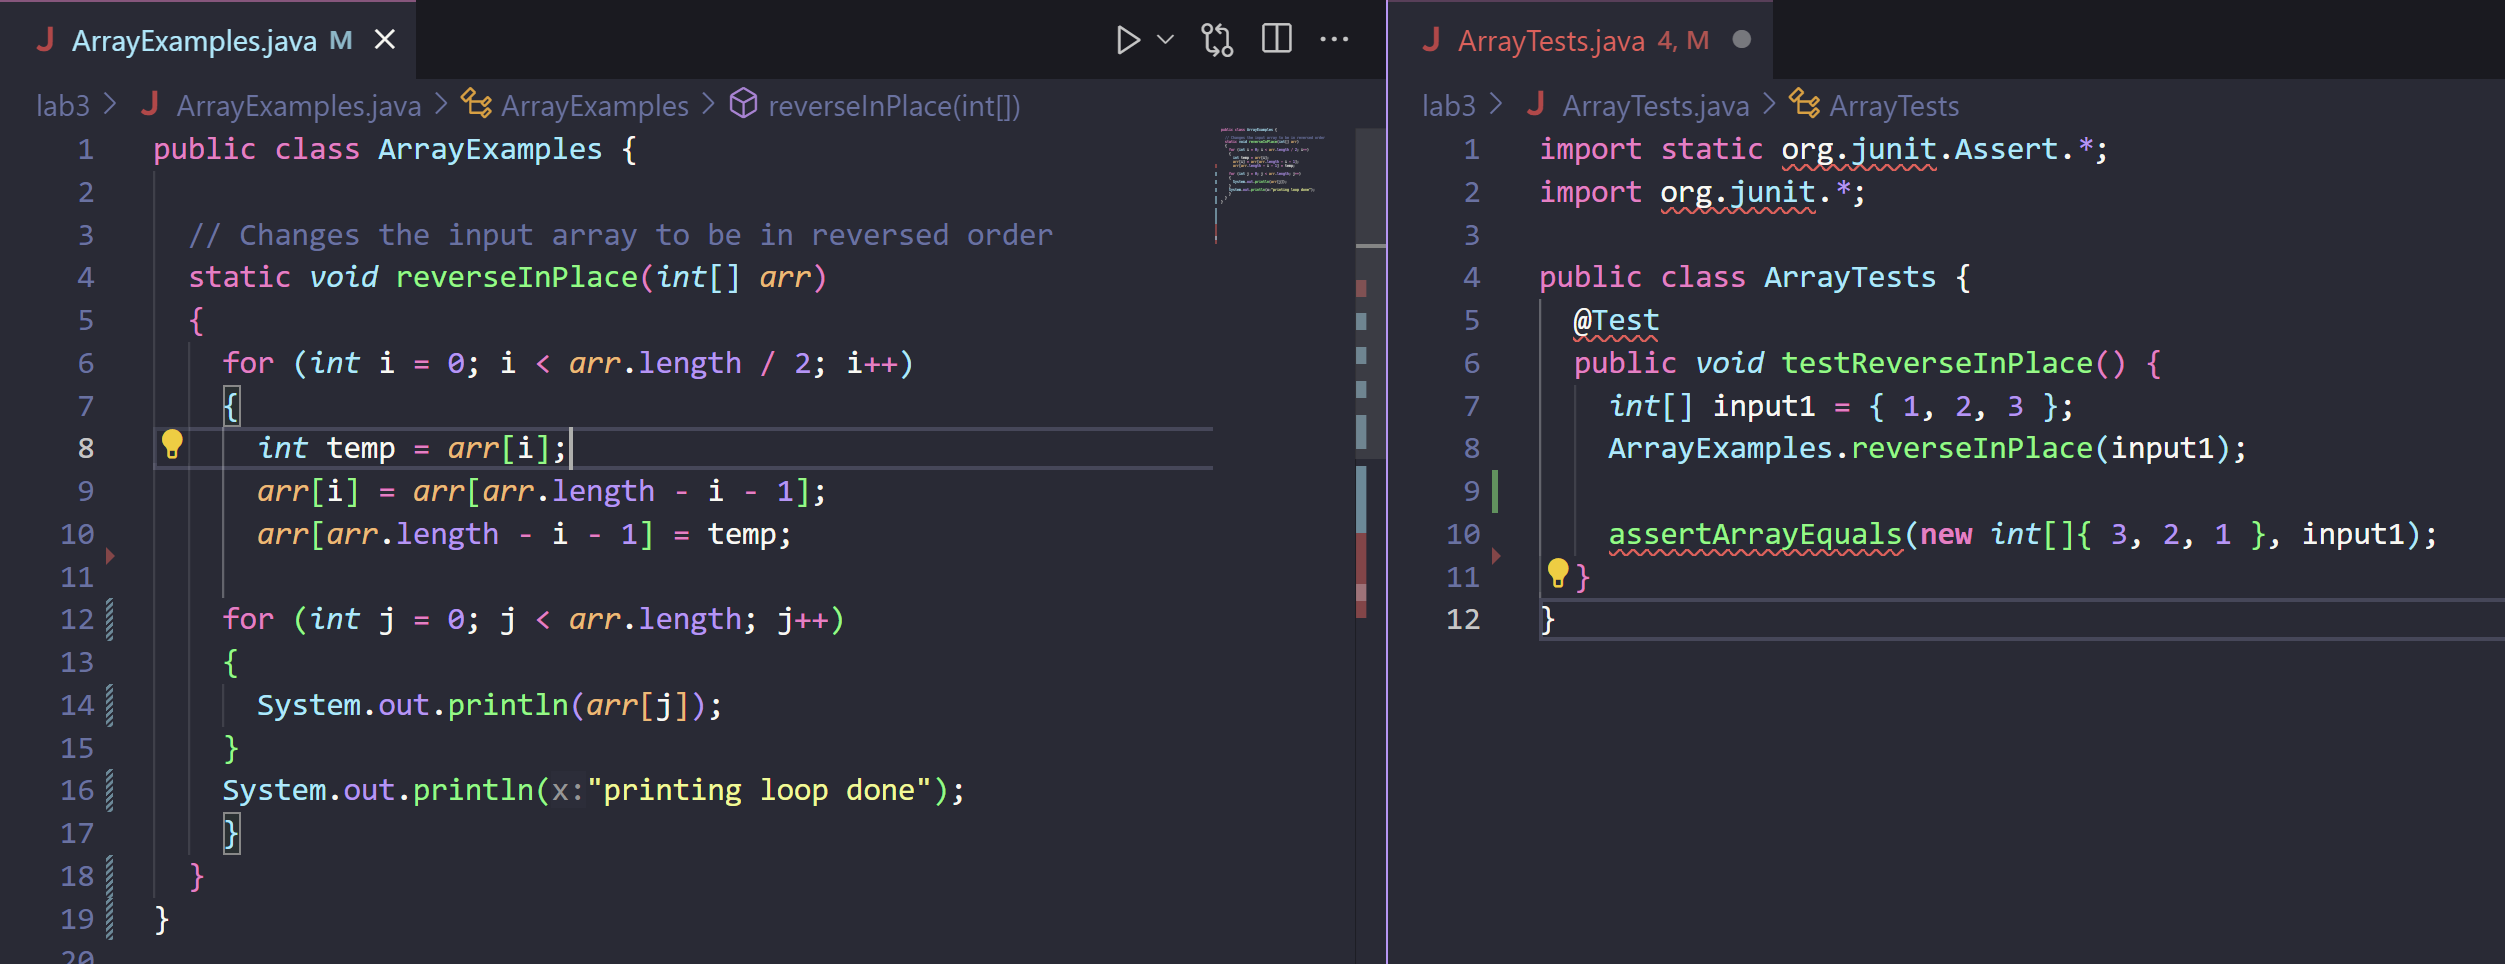 J ArrayExamples.java M
lab3 > J ArrayExamples.java > ArrayExamples > reverseInPlace(int[])
1 public class ArrayExamples {
2
3 // Changes the input array to be in reversed order
4 static void reverseInPlace(int[] arr)
5 {
6 for (int i = 0; i < arr.length / 2; i++)
7 {
8 int temp = arr[i];
9 arr[i] = arr[arr.length - i - 1];
10 arr[arr.length - i - 1] = temp;
11
12 for (int j = 0; j < arr.length; j++)
13 {
14 System.out.println(arr[j]);
15 }
16 System.out.println(x:"printing loop done");
17 }
18 }
19 }
20
J ArrayTests.java 4, M
lab3 > J ArrayTests.java > ArrayTests
1 import static org.junit.Assert.*;
2 import org.junit.*;
3
4 public class ArrayTests {
5 @Test
6 public void testReverseInPlace() {
7 int[] input1 = { 1, 2, 3 };
8 ArrayExamples.reverseInPlace(input1);
9
10 assertArrayEquals(new int[]{ 3, 2, 1 }, input1);
11 }
12 }